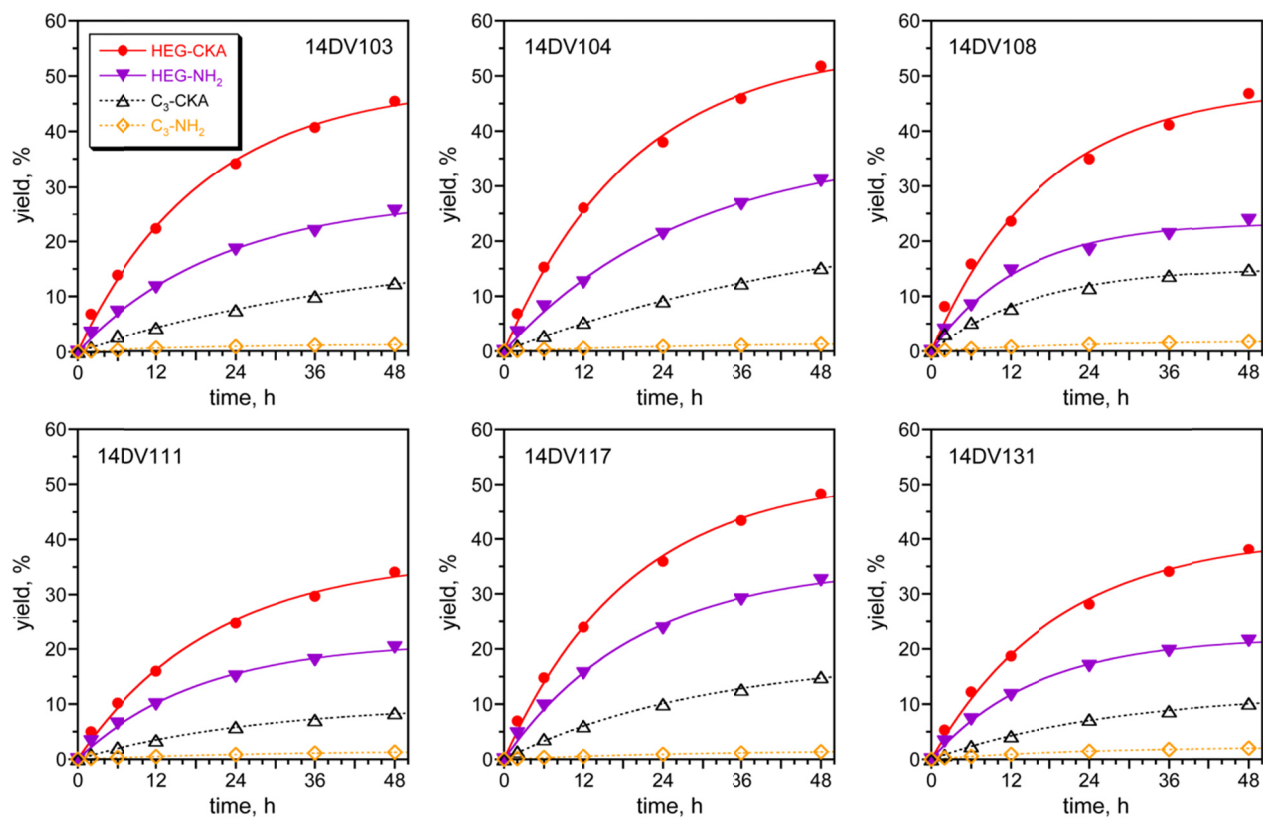 14DV103
HEG-CKA
HEG-NH₂
C₃-CKA
C₃-NH₂
60
50
40
30
20
10
0
yield, %
0 12 24 36 48
time, h
14DV104
60
50
40
30
20
10
0
yield, %
0 12 24 36 48
time, h
14DV108
60
50
40
30
20
10
0
yield, %
0 12 24 36 48
time, h
14DV111
60
50
40
30
20
10
0
yield, %
0 12 24 36 48
time, h
14DV117
60
50
40
30
20
10
0
yield, %
0 12 24 36 48
time, h
14DV131
60
50
40
30
20
10
0
yield, %
0 12 24 36 48
time, h